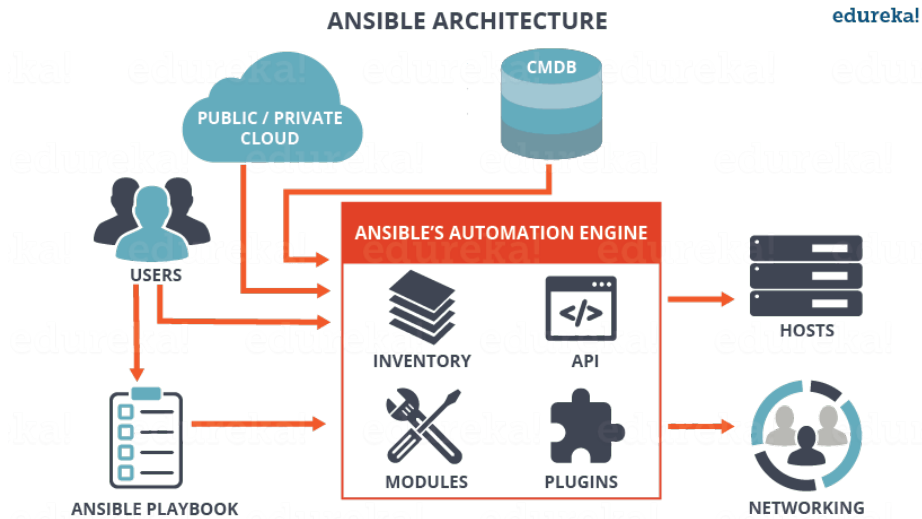 ANSIBLE ARCHITECTURE
edureka!
CMDB
PUBLIC / PRIVATE
CLOUD
USERS
ANSIBLE'S AUTOMATION ENGINE
INVENTORY
API
HOSTS
MODULES
PLUGINS
ANSIBLE PLAYBOOK
NETWORKING